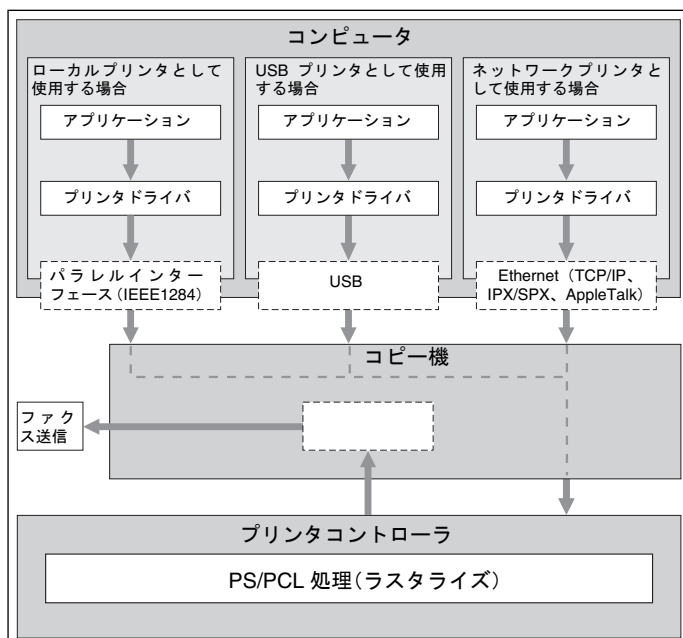 コンピュータ
ローカルプリンタとして
使用する場合
アプリケーション
プリンタドライバ
パラレルインター
フェース(IEEE1284)
USB プリンタとして使用
する場合
アプリケーション
プリンタドライバ
USB
ネットワークプリンタと
して使用する場合
アプリケーション
プリンタドライバ
Ethernet(TCP/IP、
IPX/SPX、AppleTalk)
コピー機
ファク
ス送信
プリンタコントローラ
PS/PCL 処理(ラスタライズ)